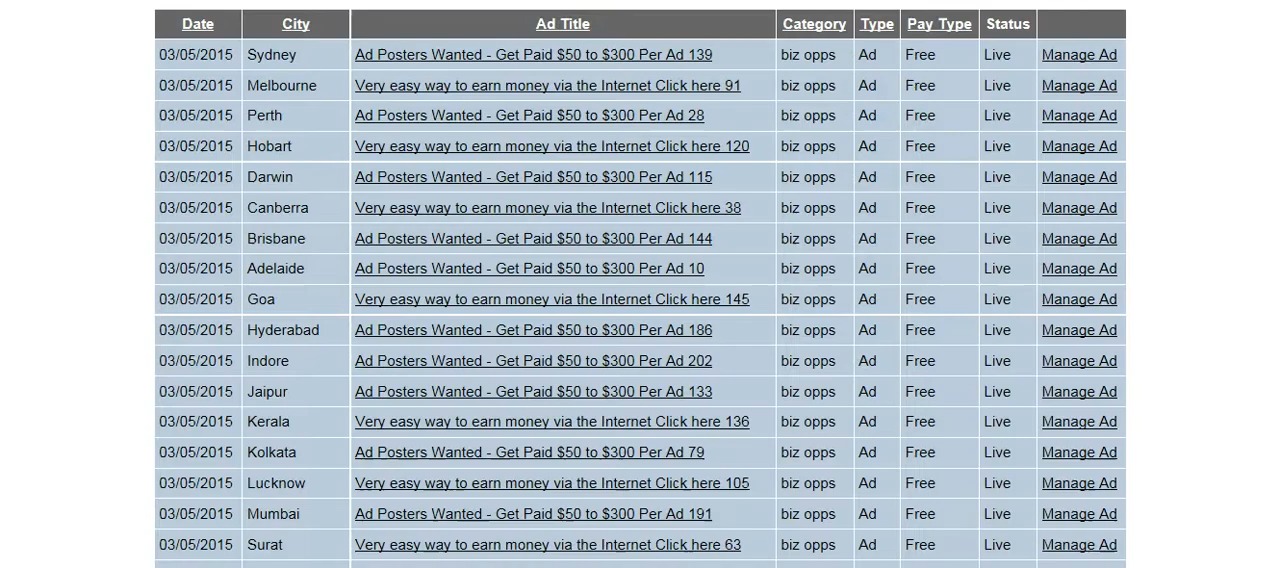 Date City Ad Title Category Type Pay Type Status
03/05/2015 Sydney Ad Posters Wanted - Get Paid $50 to $300 Per Ad 139 biz opps Ad Free Live Manage Ad
03/05/2015 Melbourne Very easy way to earn money via the Internet Click here 91 biz opps Ad Free Live Manage Ad
03/05/2015 Perth Ad Posters Wanted - Get Paid $50 to $300 Per Ad 28 biz opps Ad Free Live Manage Ad
03/05/2015 Hobart Very easy way to earn money via the Internet Click here 120 biz opps Ad Free Live Manage Ad
03/05/2015 Darwin Ad Posters Wanted - Get Paid $50 to $300 Per Ad 115 biz opps Ad Free Live Manage Ad
03/05/2015 Canberra Very easy way to earn money via the Internet Click here 38 biz opps Ad Free Live Manage Ad
03/05/2015 Brisbane Ad Posters Wanted - Get Paid $50 to $300 Per Ad 144 biz opps Ad Free Live Manage Ad
03/05/2015 Adelaide Ad Posters Wanted - Get Paid $50 to $300 Per Ad 10 biz opps Ad Free Live Manage Ad
03/05/2015 Goa Very easy way to earn money via the Internet Click here 145 biz opps Ad Free Live Manage Ad
03/05/2015 Hyderabad Ad Posters Wanted - Get Paid $50 to $300 Per Ad 186 biz opps Ad Free Live Manage Ad
03/05/2015 Indore Ad Posters Wanted - Get Paid $50 to $300 Per Ad 202 biz opps Ad Free Live Manage Ad
03/05/2015 Jaipur Ad Posters Wanted - Get Paid $50 to $300 Per Ad 133 biz opps Ad Free Live Manage Ad
03/05/2015 Kerala Very easy way to earn money via the Internet Click here 136 biz opps Ad Free Live Manage Ad
03/05/2015 Kolkata Ad Posters Wanted - Get Paid $50 to $300 Per Ad 79 biz opps Ad Free Live Manage Ad
03/05/2015 Lucknow Very easy way to earn money via the Internet Click here 105 biz opps Ad Free Live Manage Ad
03/05/2015 Mumbai Ad Posters Wanted - Get Paid $50 to $300 Per Ad 191 biz opps Ad Free Live Manage Ad
03/05/2015 Surat Very easy way to earn money via the Internet Click here 63 biz opps Ad Free Live Manage Ad